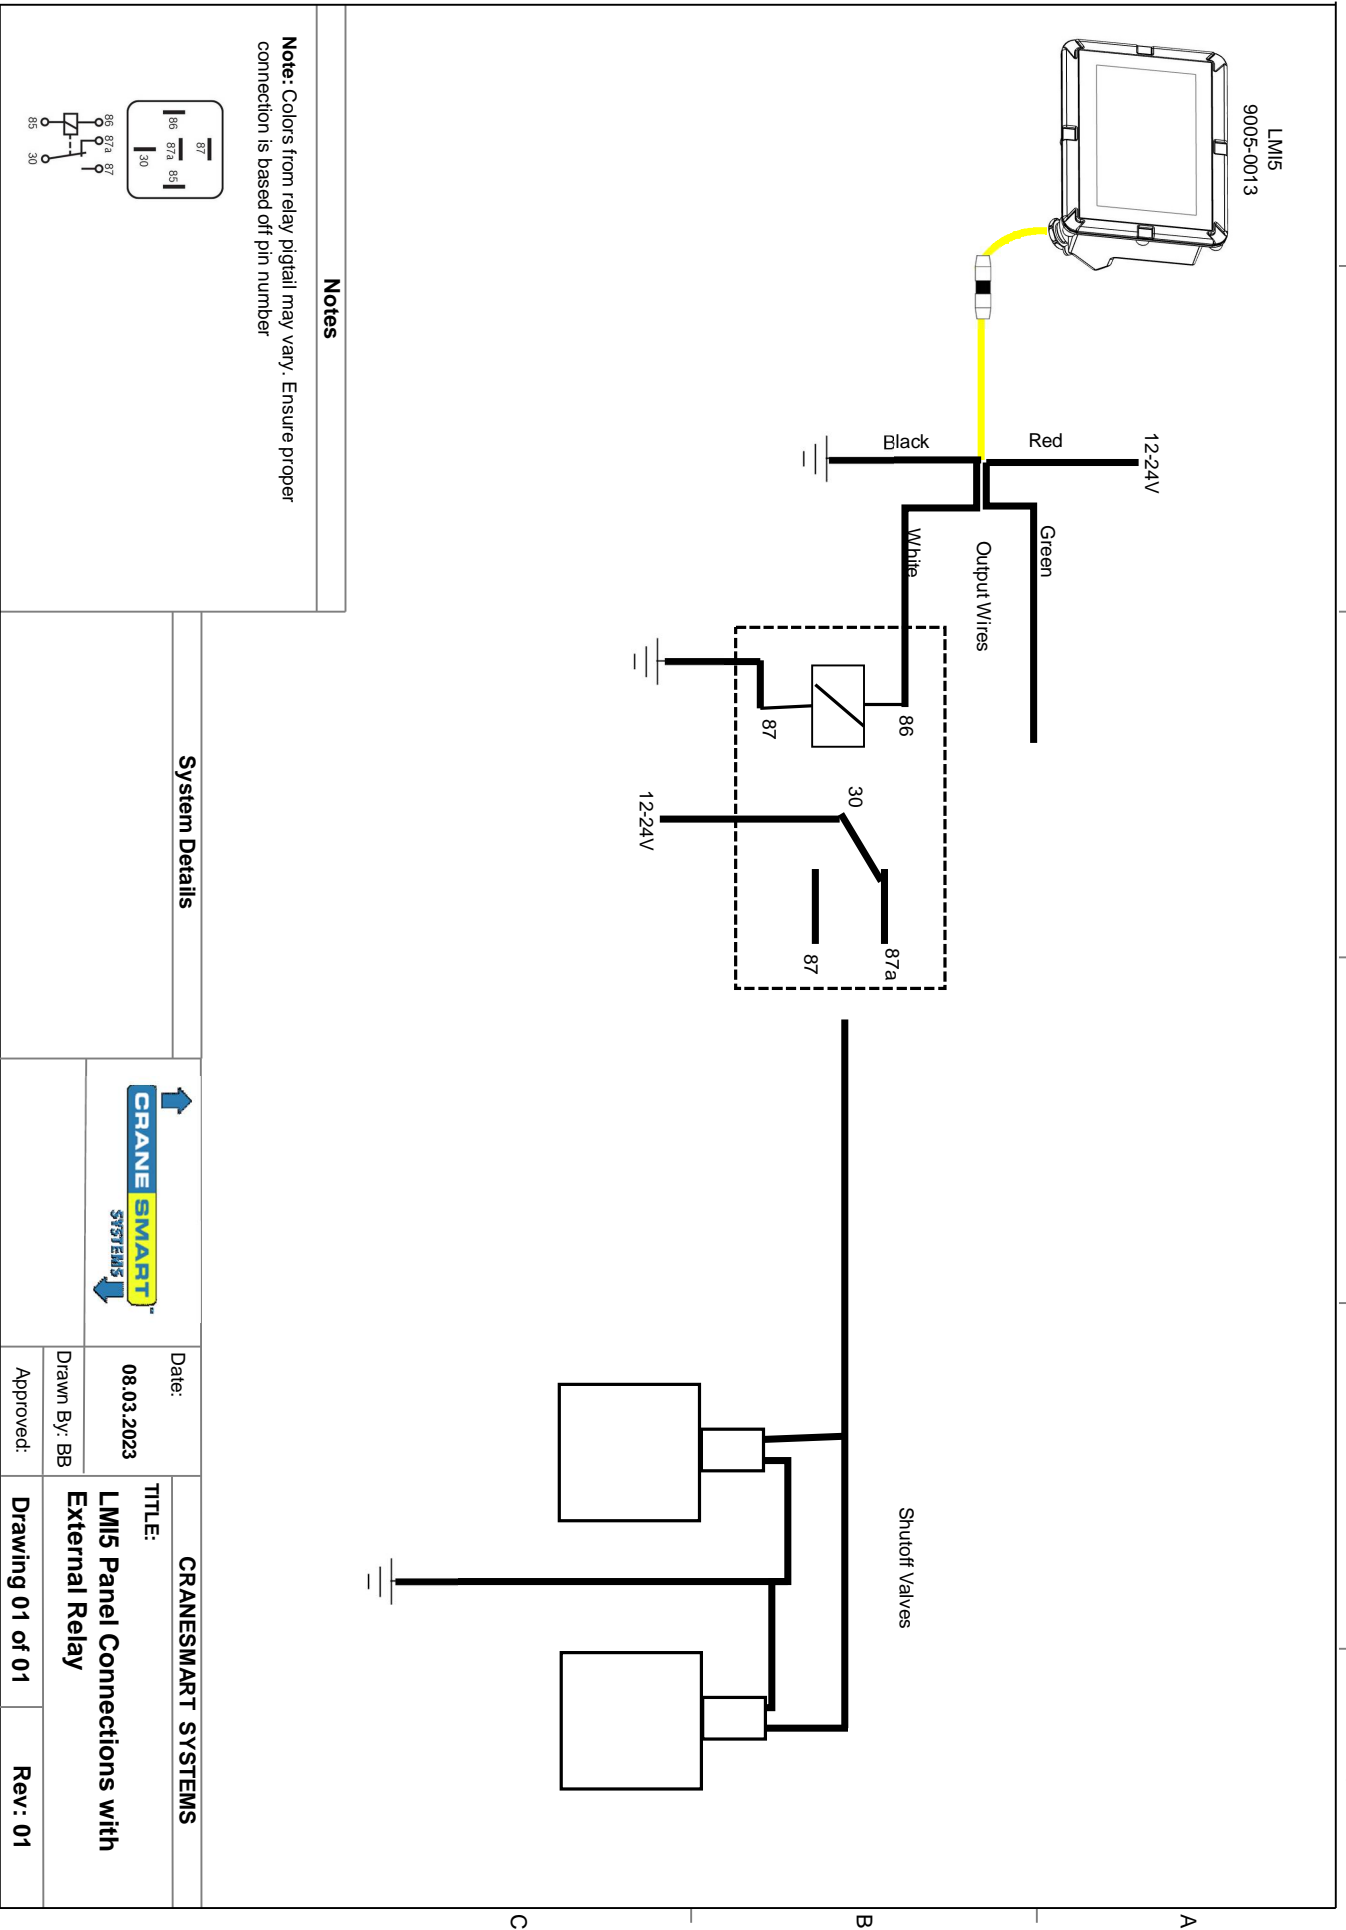 LMI5
9005-0013
12-24V
Red
Black
Green
Output Wires
White
86
87
30
12-24V
87a
87
Shutoff Valves
A
B
C
Notes
Note: Colors from relay pigtail may vary. Ensure proper
connection is based off pin number
87
86
87a
85
30
86
87a
87
85
30
System Details
CRANE SMART
SYSTEMS
Date:
08.03.2023
Drawn By: BB
Approved:
CRANESMART SYSTEMS
TITLE:
LMI5 Panel Connections with
External Relay
Drawing 01 of 01
Rev: 01